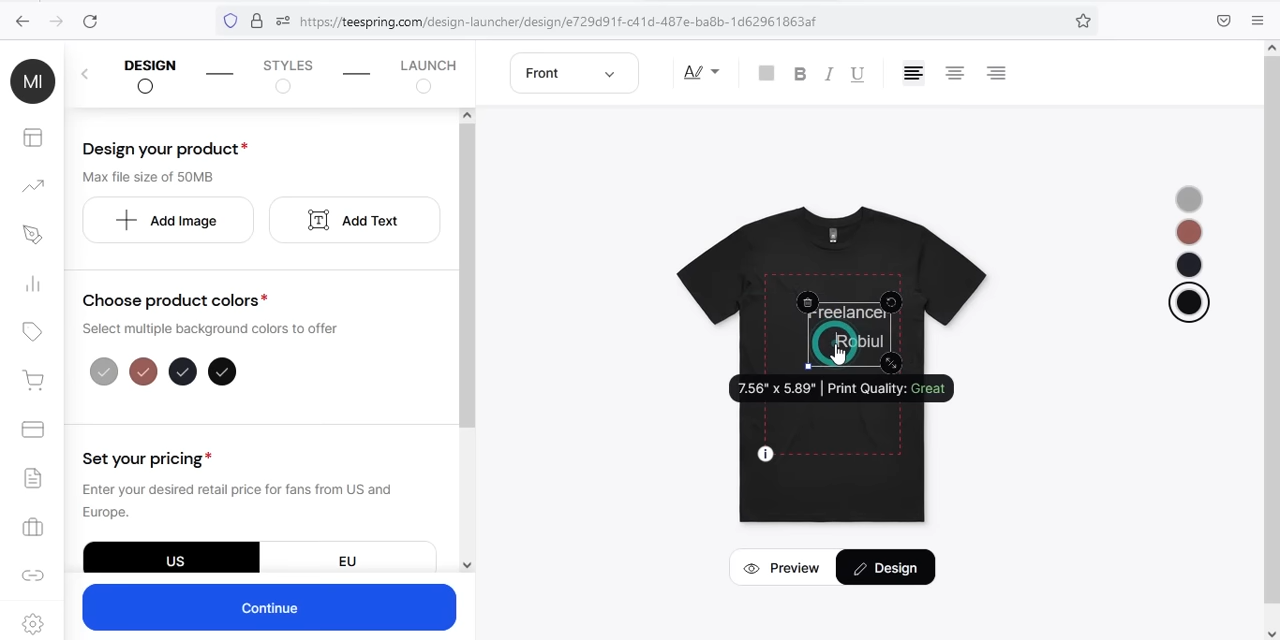 https://teespring.com/design-launcher/design/e729d91f-c41d-487e-ba8b-1d62961863af
MI
DESIGN
STYLES
LAUNCH
Front
B I U
Design your product*
Max file size of 50MB
Add Image
Add Text
Choose product colors*
Select multiple background colors to offer
Freelancer
Robiul
7.56" x 5.89" | Print Quality: Great
Set your pricing*
Enter your desired retail price for fans from US and
Europe.
US
EU
Preview
Design
Continue